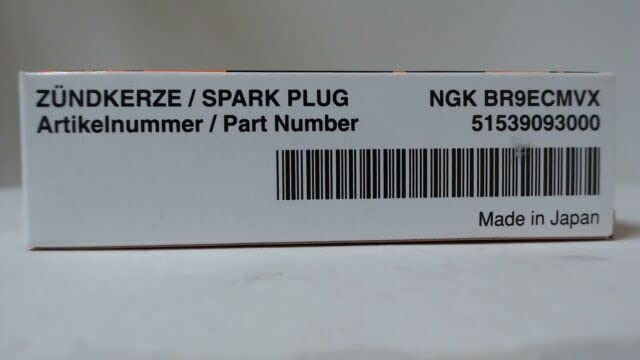 ZÜNDKERZE / SPARK PLUG NGK BR9ECMVX
Artikelnummer / Part Number 51539093000
Made in Japan